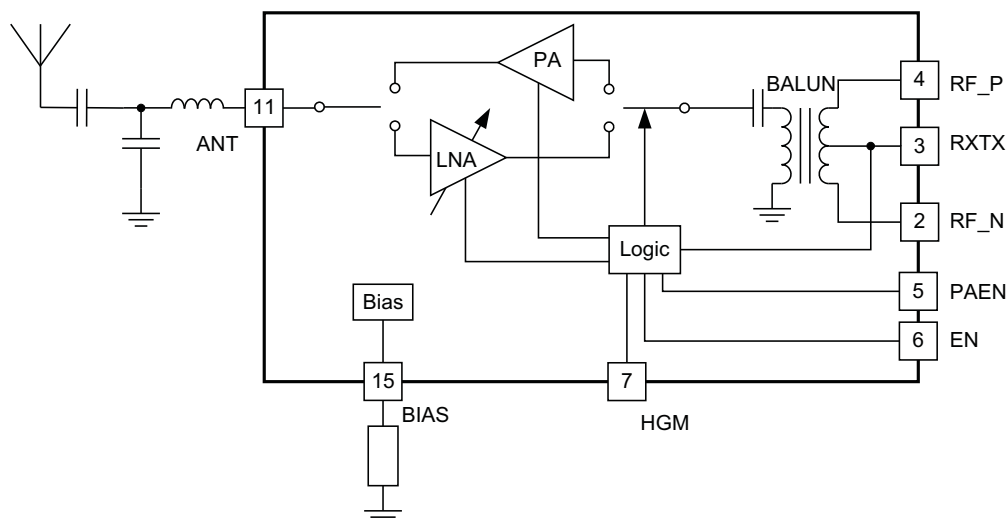 PA
BALUN
4
RF_P
11
ANT
LNA
3
RXTX
2
RF_N
Logic
5
PAEN
Bias
6
EN
15
BIAS
7
HGM